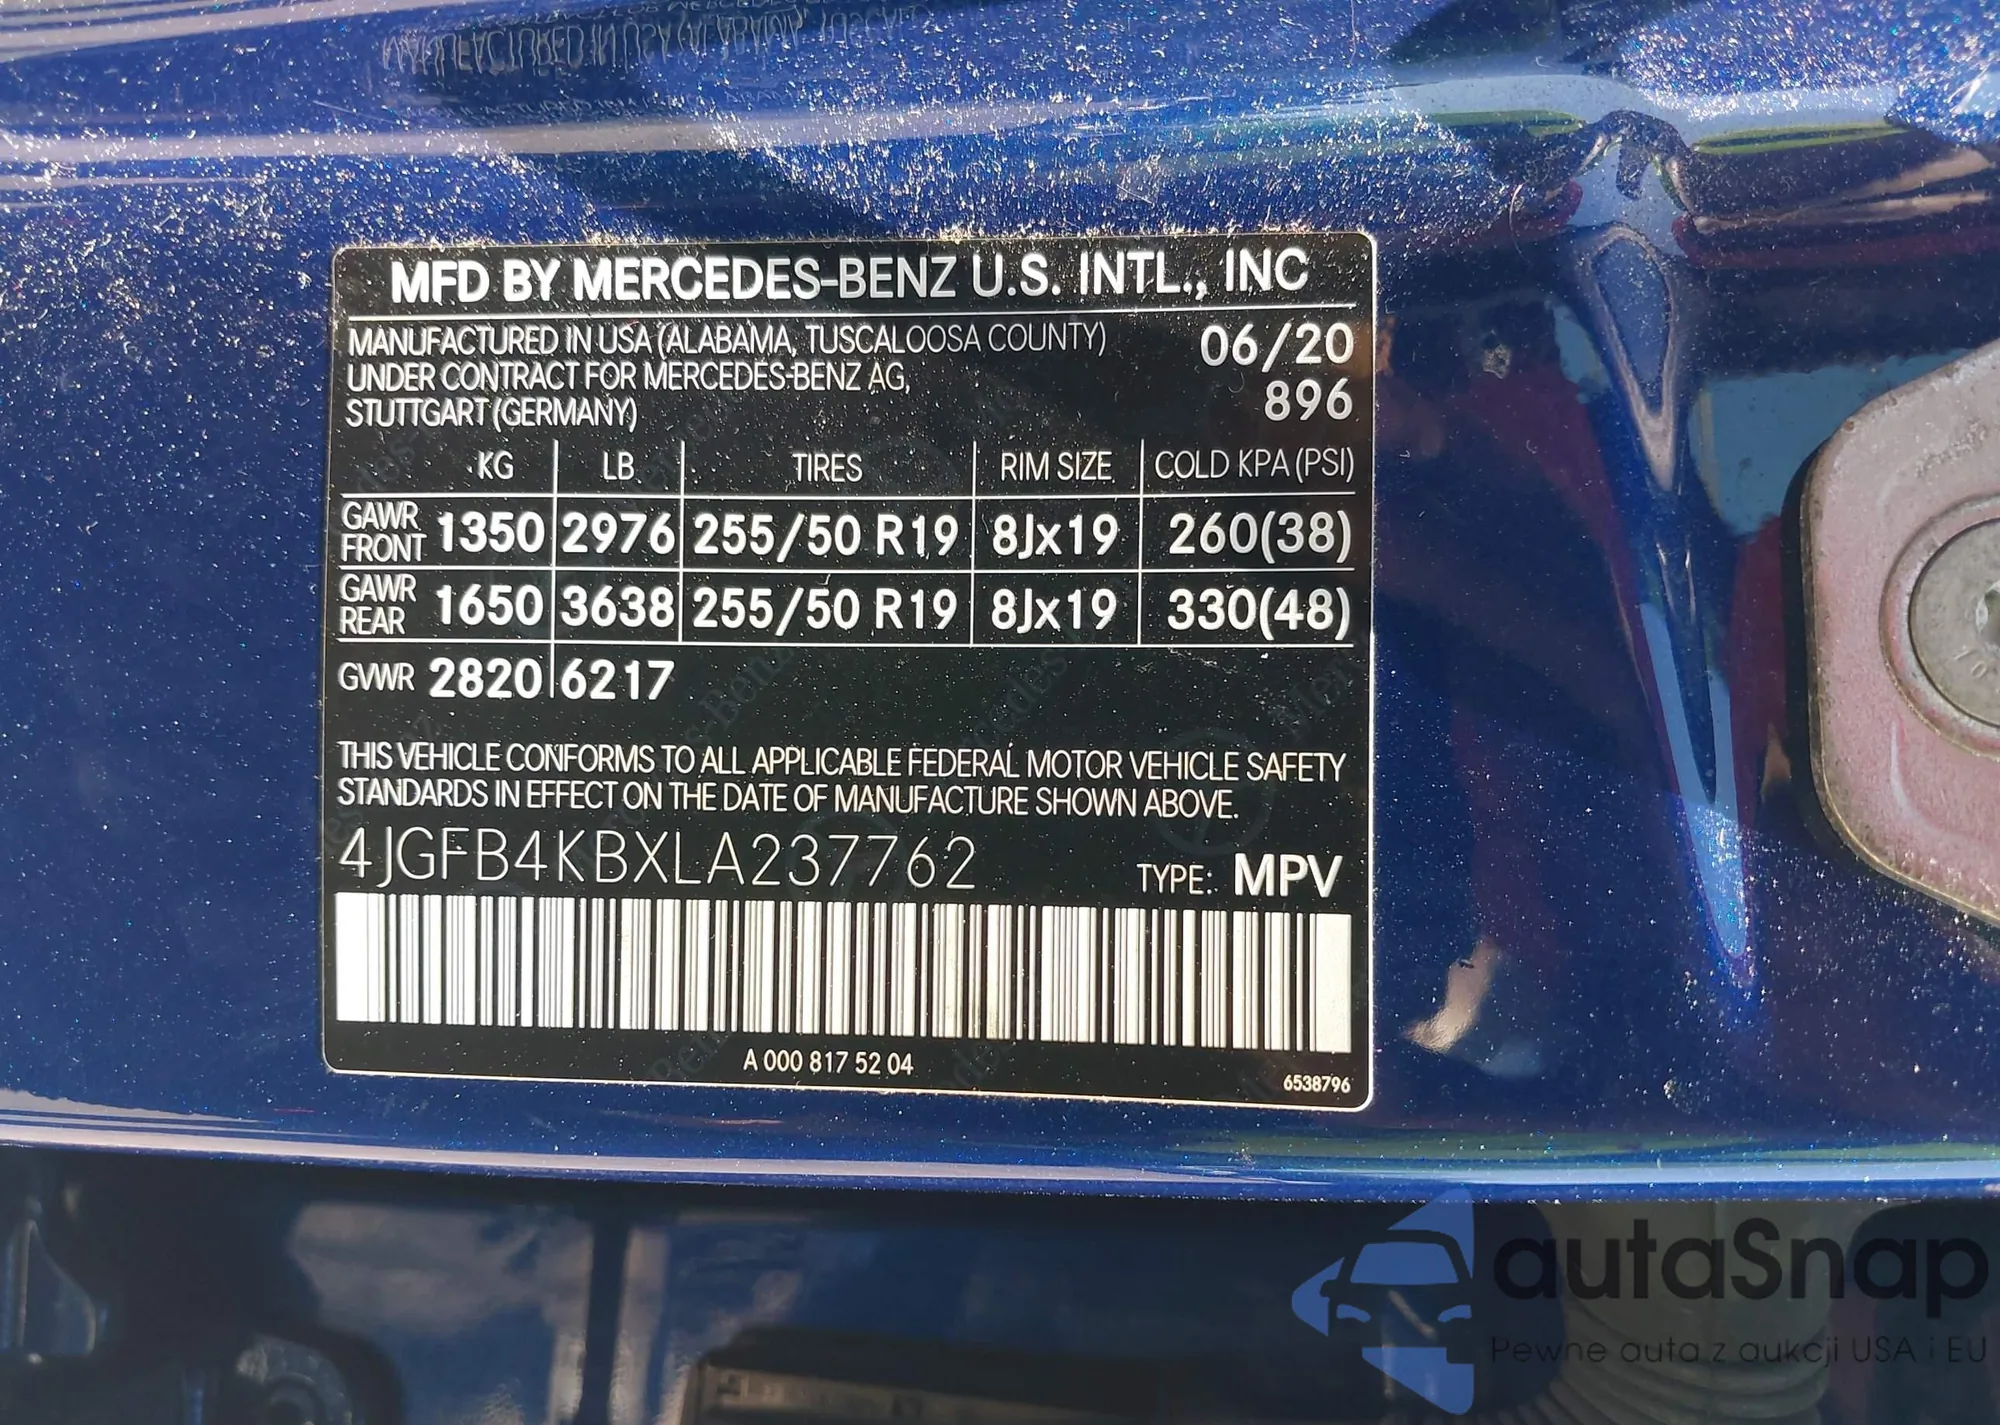 MFD BY MERCEDES-BENZ U.S. INTL., INC
MANUFACTURED IN USA (ALABAMA, TUSCALOOSA COUNTY) 06/20
UNDER CONTRACT FOR MERCEDES-BENZ AG, 896
STUTTGART (GERMANY)
KG LB TIRES RIM SIZE COLD KPA (PSI)
GAWR FRONT 1350 2976 255/50 R19 8Jx19 260(38)
GAWR REAR 1650 3638 255/50 R19 8Jx19 330(48)
GVWR 2820 6217
THIS VEHICLE CONFORMS TO ALL APPLICABLE FEDERAL MOTOR VEHICLE SAFETY
STANDARDS IN EFFECT ON THE DATE OF MANUFACTURE SHOWN ABOVE.
4JGFB4KBXLA237762 TYPE: MPV
A 000 817 52 04
6538796
autaSnap
Pewne auta z aukcji USA i EU